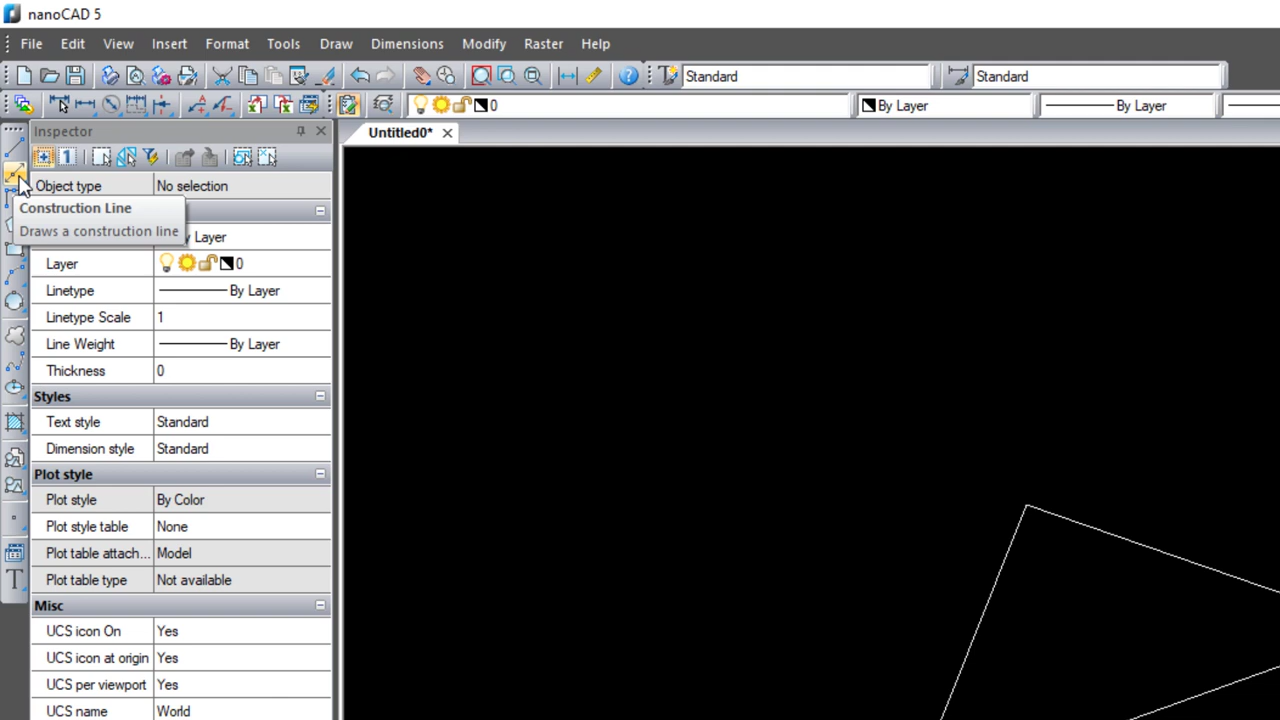 nanoCAD 5
File Edit View Insert Format Tools Draw Dimensions Modify Raster Help
Standard Standard
0 By Layer By Layer
Inspector Untitled0*
1
Object type No selection
Construction Line
Draws a construction line y Layer
Layer 0
Linetype By Layer
Linetype Scale 1
Line Weight By Layer
Thickness 0
Styles
Text style Standard
Dimension style Standard
Plot style
Plot style By Color
Plot style table None
Plot table attach... Model
Plot table type Not available
T
Misc
UCS icon On Yes
UCS icon at origin Yes
UCS per viewport Yes
UCS name World